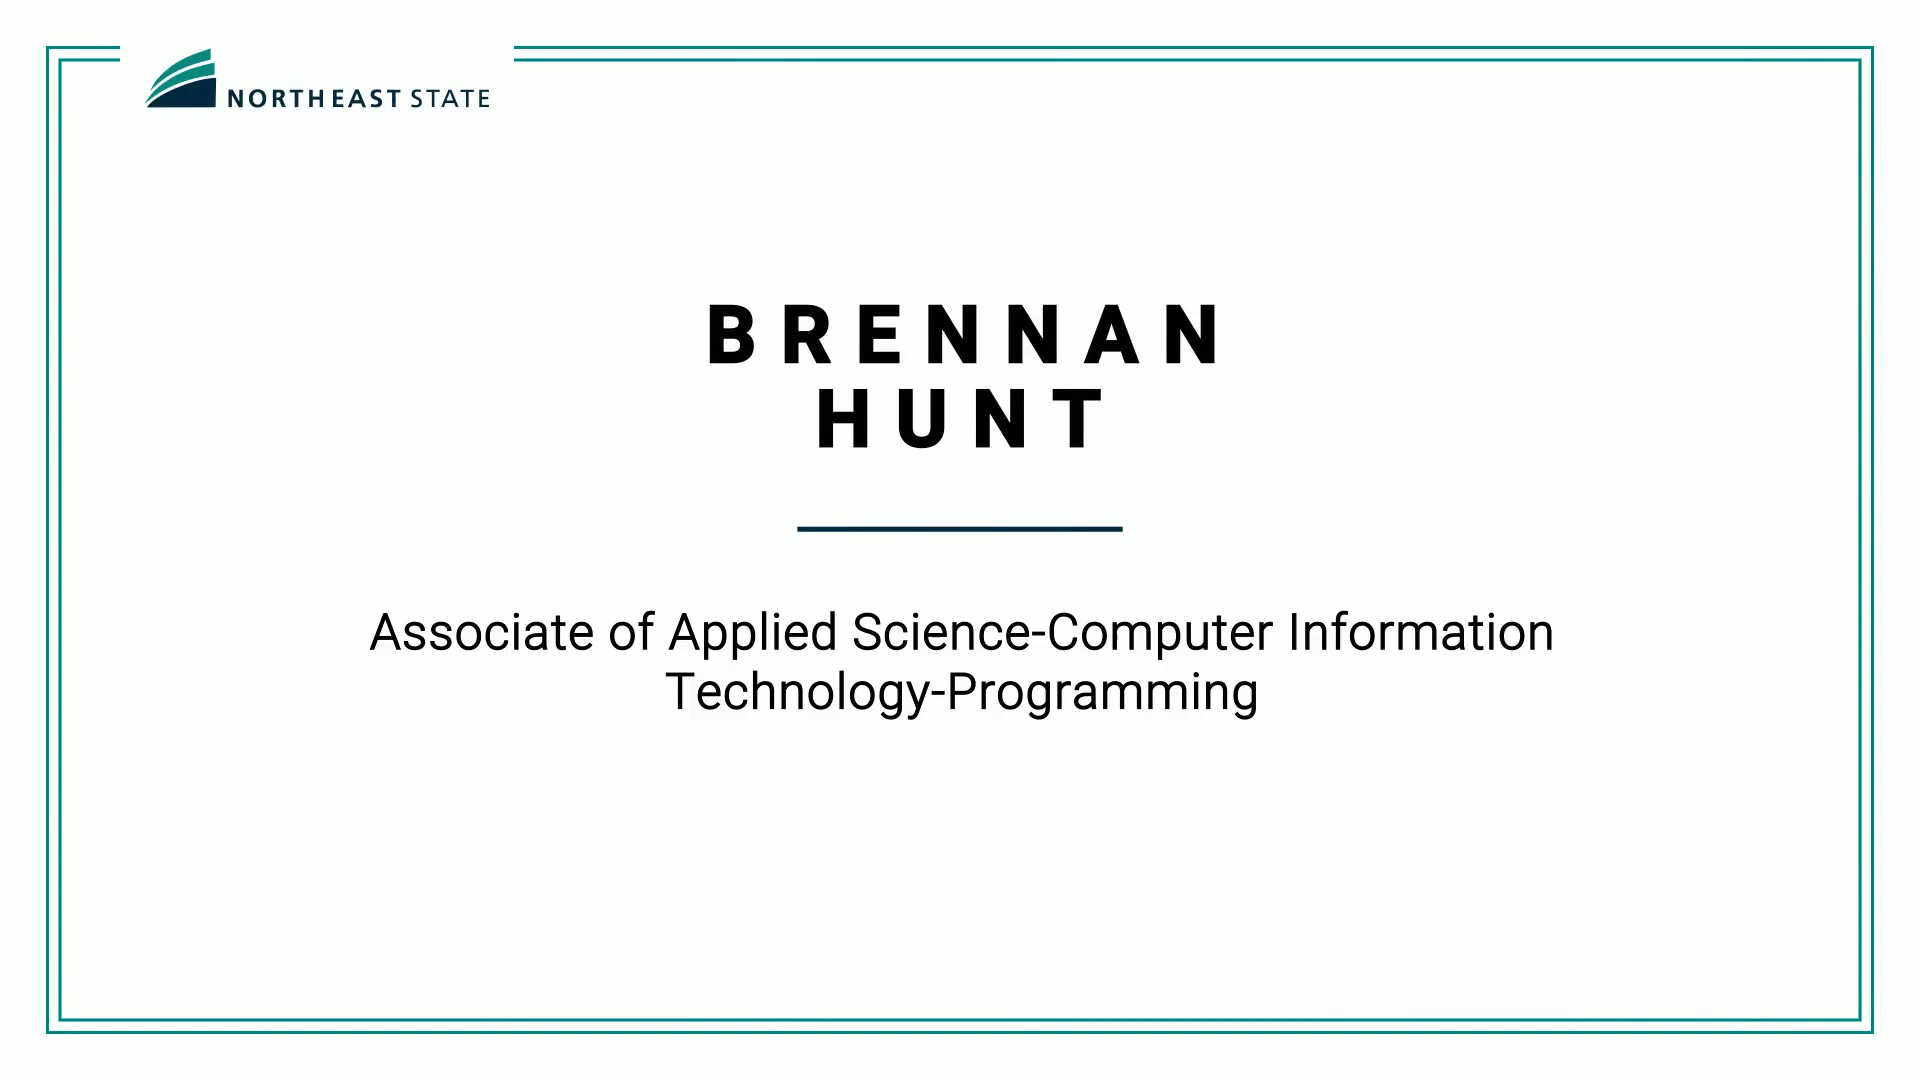 NORTHEAST STATE
BRENNAN
HUNT
Associate of Applied Science-Computer Information
Technology-Programming